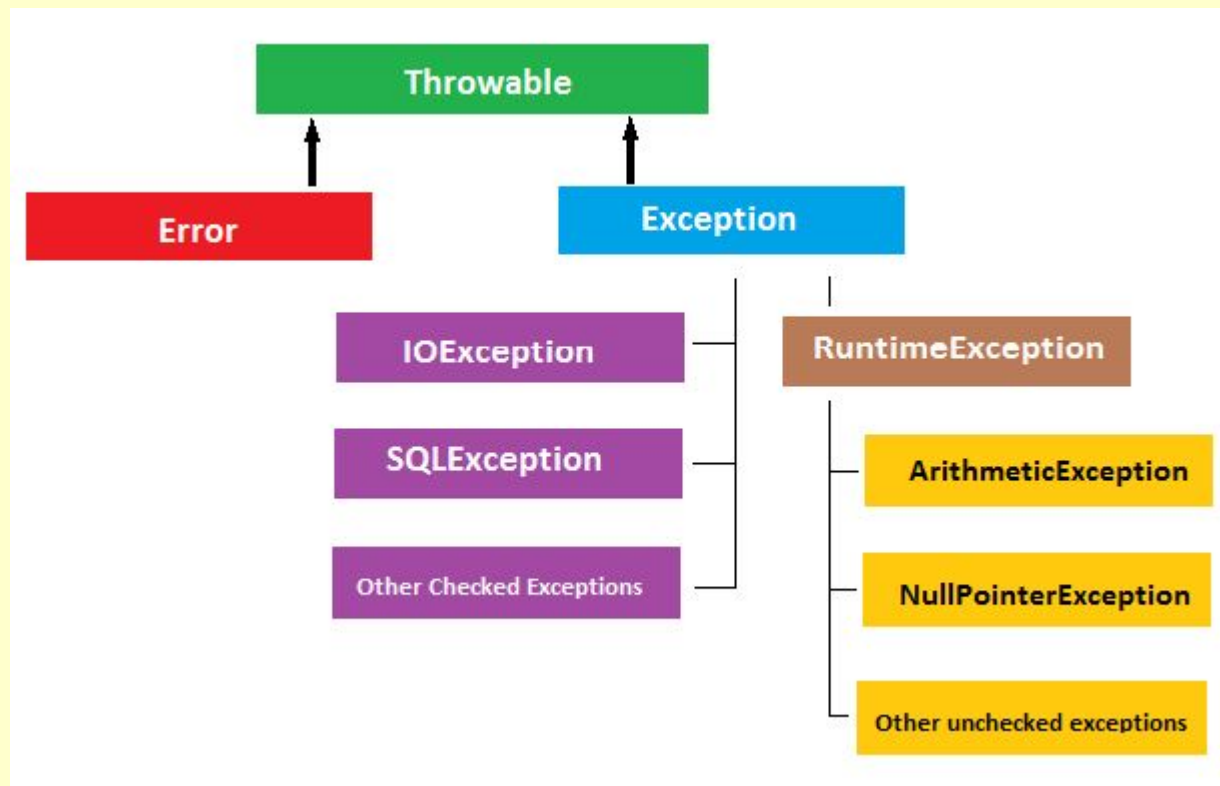 Throwable
Error
Exception
IOException
RuntimeException
SQLException
ArithmeticException
Other Checked Exceptions
NullPointerException
Other unchecked exceptions